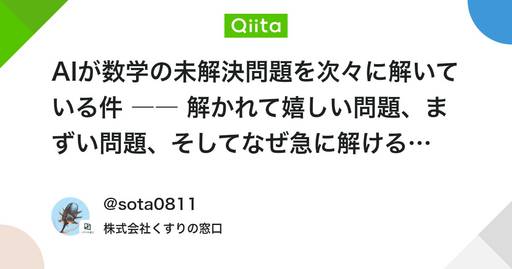 Qiita
AIが数学の未解決問題を次々に解いて
いる件 ―― 解かれて嬉しい問題、ま
ずい問題、そしてなぜ急に解ける…
@sota0811
株式会社くすりの窓口